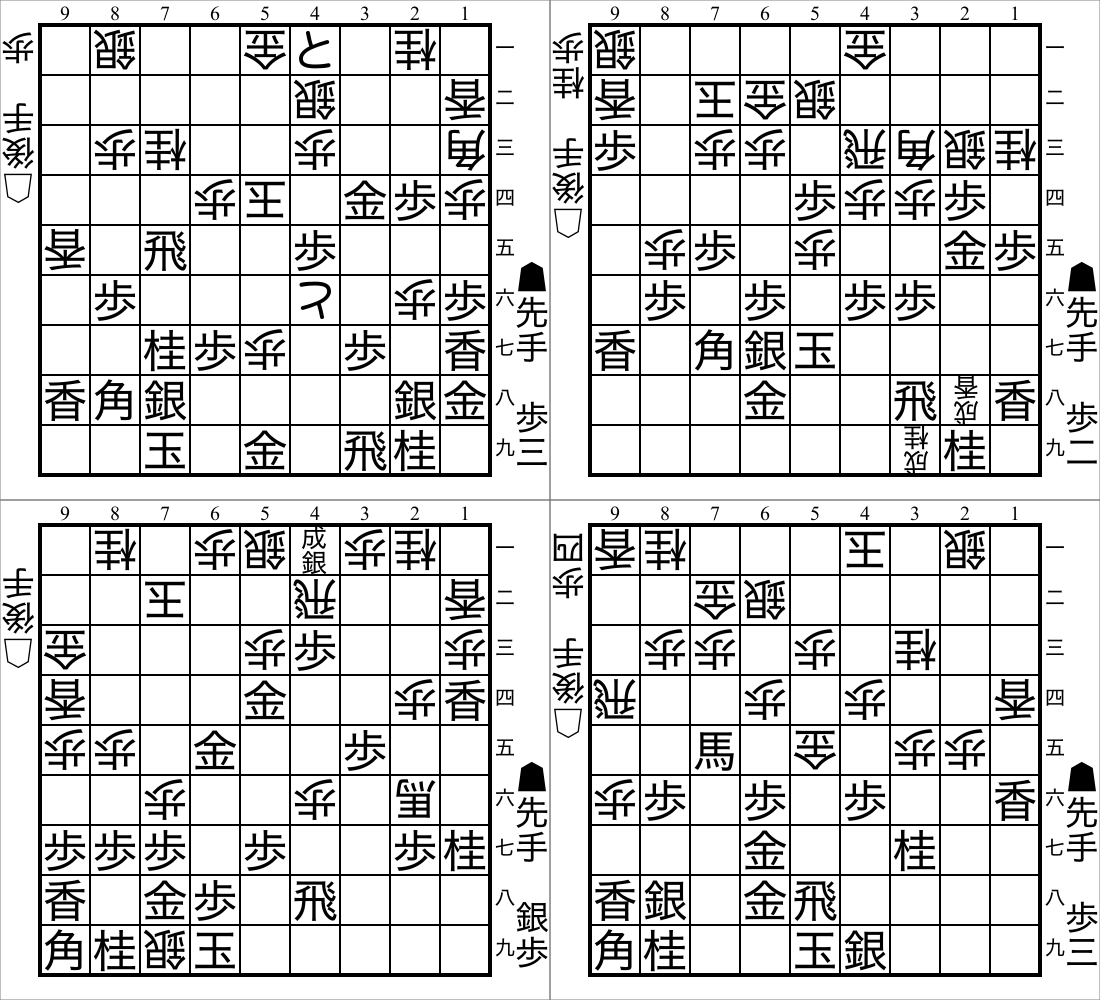 9 8 7 6 5 4 3 2 1
銀 金 と 桂 一
銀 香 二
歩 桂 歩 角 三
歩 王 金 歩 歩 四
香 飛 歩 五
歩 と 歩 歩 六
桂 歩 歩 歩 香 七
香 角 銀 銀 金 八
玉 金 飛 桂 九
後手 歩
先手 歩三
9 8 7 6 5 4 3 2 1
銀 金 一
香 王 金 銀 二
歩 歩 歩 飛 角 銀 桂 三
歩 歩 歩 歩 四
歩 歩 歩 金 歩 五
歩 歩 歩 歩 六
香 角 銀 玉 七
金 飛 成香 香 八
成桂 桂 九
後手 桂歩
先手 歩二
9 8 7 6 5 4 3 2 1
桂 歩 銀 成銀 歩 桂 一
王 飛 香 二
金 歩 歩 歩 三
香 金 歩 香 四
歩 歩 金 歩 五
歩 歩 馬 六
歩 歩 歩 歩 歩 桂 七
香 金 歩 飛 八
角 桂 銀 玉 九
後手
先手 銀歩
9 8 7 6 5 4 3 2 1
香 桂 王 銀 一
金 銀 二
歩 歩 歩 桂 三
飛 歩 歩 香 四
馬 金 歩 歩 五
歩 歩 歩 歩 香 六
金 桂 七
香 銀 金 飛 八
角 桂 玉 銀 九
後手 歩四
先手 歩三